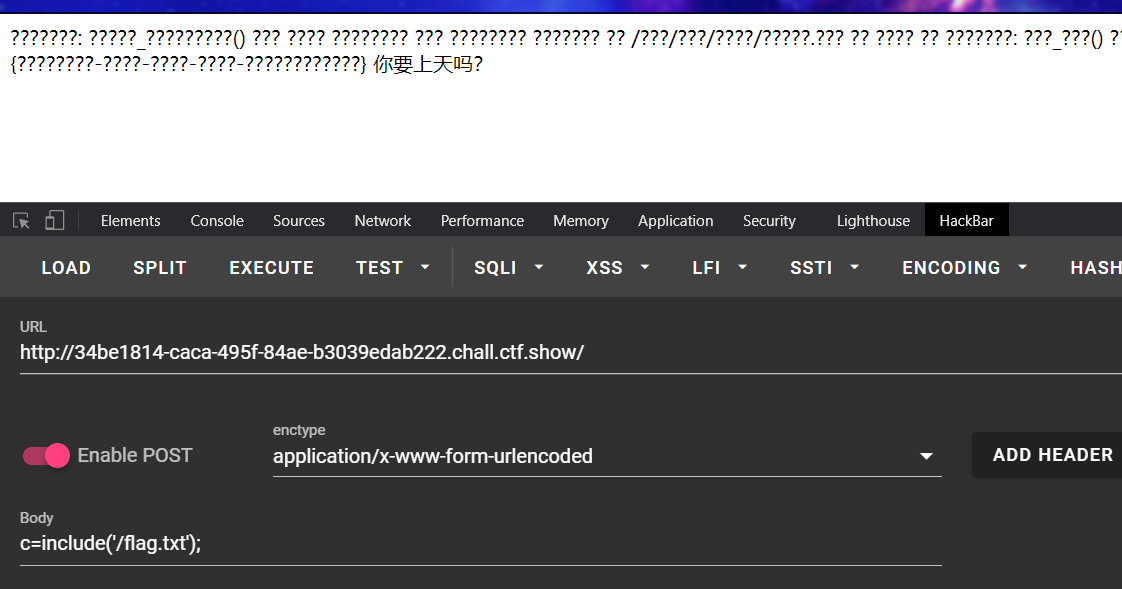 ???????: ?????_?????????() ??? ???? ???????? ??? ???????? ??????? ?? /???/???/????/?????.??? ?? ???? ?? ???????: ???_???() ??
{????????-????-????-????-????????????} 你要上天吗?
Elements Console Sources Network Performance Memory Application Security Lighthouse HackBar
LOAD SPLIT EXECUTE TEST SQLI XSS LFI SSTI ENCODING HASH
URL
http://34be1814-caca-495f-84ae-b3039edab222.chall.ctf.show/
Enable POST
enctype
application/x-www-form-urlencoded
ADD HEADER
Body
c=include('/flag.txt');